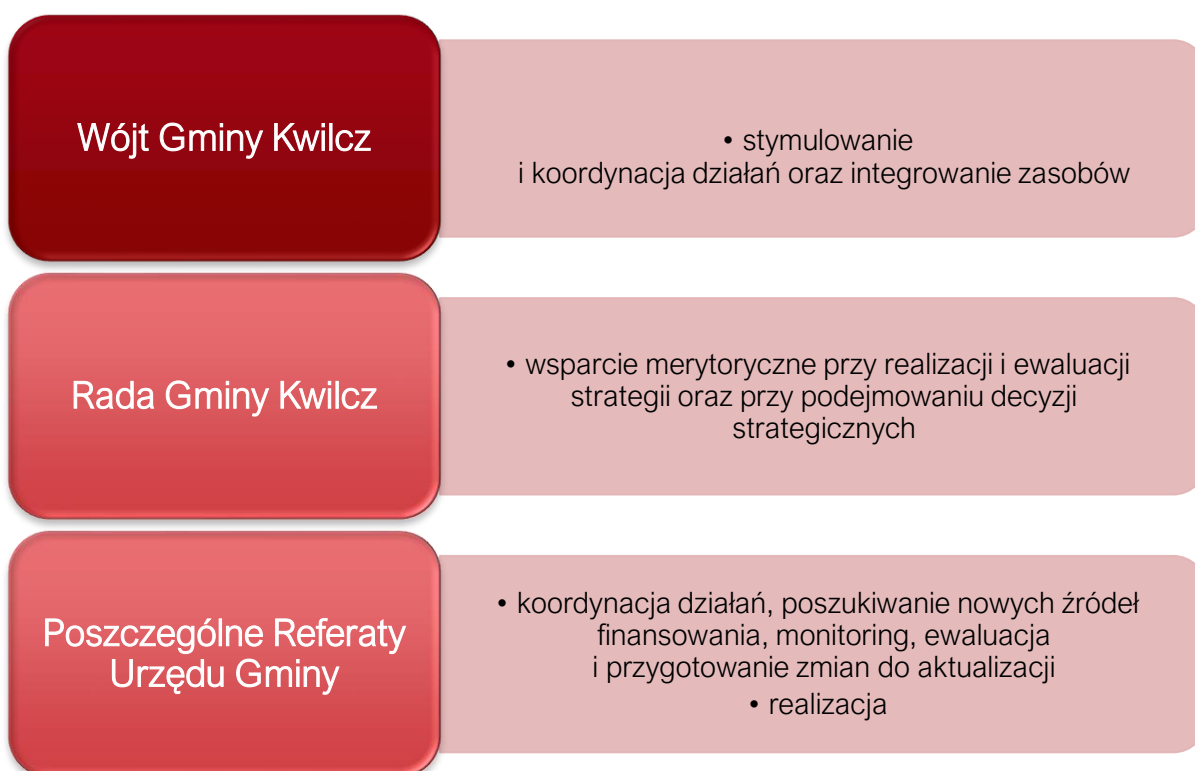 Wójt Gminy Kwilcz
• stymulowanie
i koordynacja działań oraz integrowanie zasobów
Rada Gminy Kwilcz
• wsparcie merytoryczne przy realizacji i ewaluacji
strategii oraz przy podejmowaniu decyzji
strategicznych
Poszczególne Referaty
Urzędu Gminy
• koordynacja działań, poszukiwanie nowych źródeł
finansowania, monitoring, ewaluacja
i przygotowanie zmian do aktualizacji
• realizacja